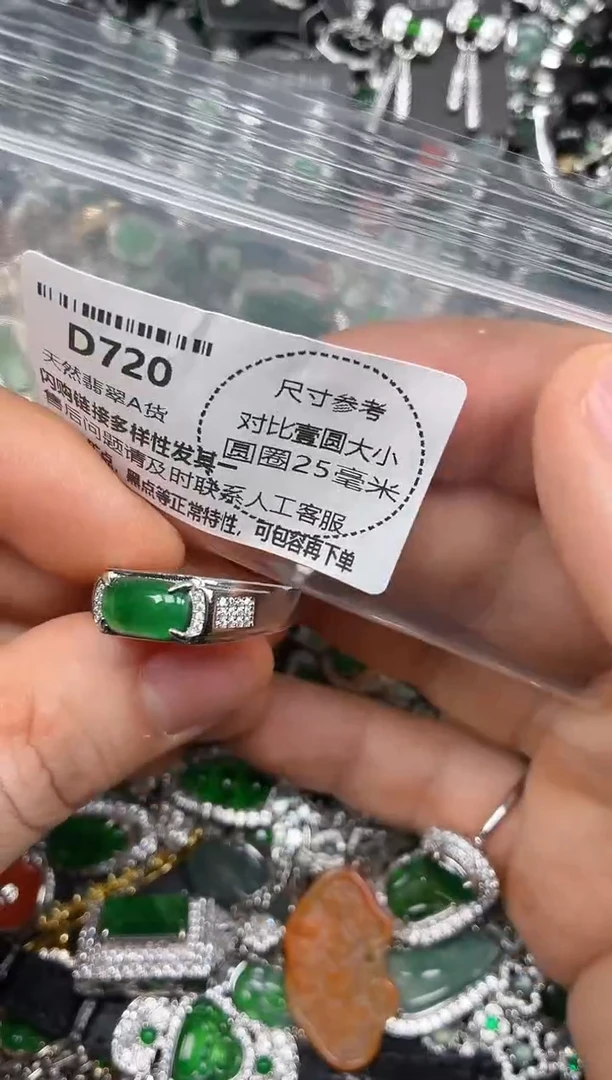 D720
天然翡翠A货
闪购链接多样性发其一
售后问题请及时联系人工客服
点、黑点等正常特性，可包容再下单
尺寸参考
对比壹圆大小
圆圈25毫米